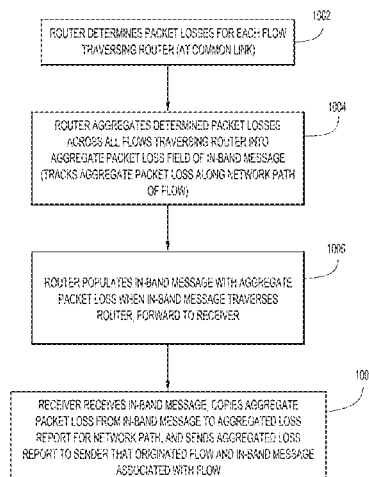 1002
ROUTER DETERMINES PACKET LOSSES FOR EACH FLOW
TRAVERSING ROUTER (AT COMMON LINK)
1004
ROUTER AGGREGATES DETERMINED PACKET LOSSES
ACROSS ALL FLOWS TRAVERSING ROUTER INTO
AGGREGATE PACKET LOSS FIELD OF IN-BAND MESSAGE
(TRACKS AGGREGATE PACKET LOSS ALONG NETWORK PATH
OF FLOW)
1006
ROUTER POPULATES IN-BAND MESSAGE WITH AGGREGATE
PACKET LOSS WHEN IN-BAND MESSAGE TRAVERSES
ROUTER, FORWARD TO RECEIVER
100
RECEIVER RECEIVES IN-BAND MESSAGE, COPIES AGGREGATE
PACKET LOSS FROM IN-BAND MESSAGE TO AGGREGATED LOSS
REPORT FOR NETWORK PATH, AND SENDS AGGREGATED LOSS
REPORT TO SENDER THAT ORIGINATED FLOW AND IN-BAND MESSAGE
ASSOCIATED WITH FLOW